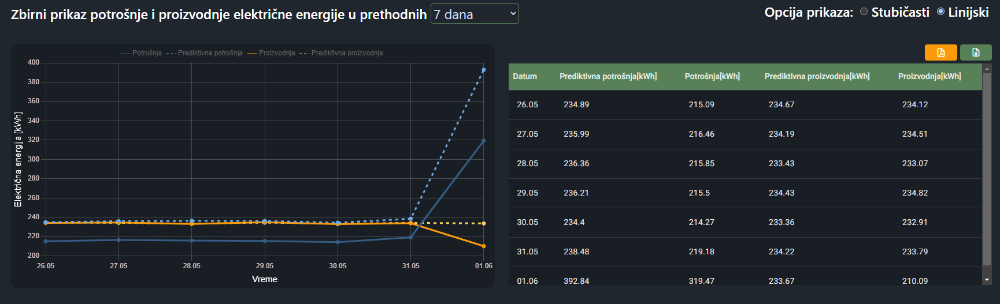 Zbirni prikaz potrošnje i proizvodnje električne energije u prethodnih 7 dana
Opcija prikaza: Stubičasti Linijski
Potrošnja Prediktivna potrošnja Proizvodnja Prediktivna proizvodnja
400
380
360
340
320
300
280
260
240
220
200
Električna energija [kWh]
26.05 27.05 28.05 29.05 30.05 31.05 01.06
Vreme
Datum Prediktivna potrošnja[kWh] Potrošnja[kWh] Prediktivna proizvodnja[kWh] Proizvodnja[kWh]
26.05 234.89 215.09 234.67 234.12
27.05 235.99 216.46 234.19 234.51
28.05 236.36 215.85 233.43 233.07
29.05 236.21 215.5 234.43 234.82
30.05 234.4 214.27 233.36 232.91
31.05 238.48 219.18 234.22 233.79
01.06 392.84 319.47 233.67 210.09